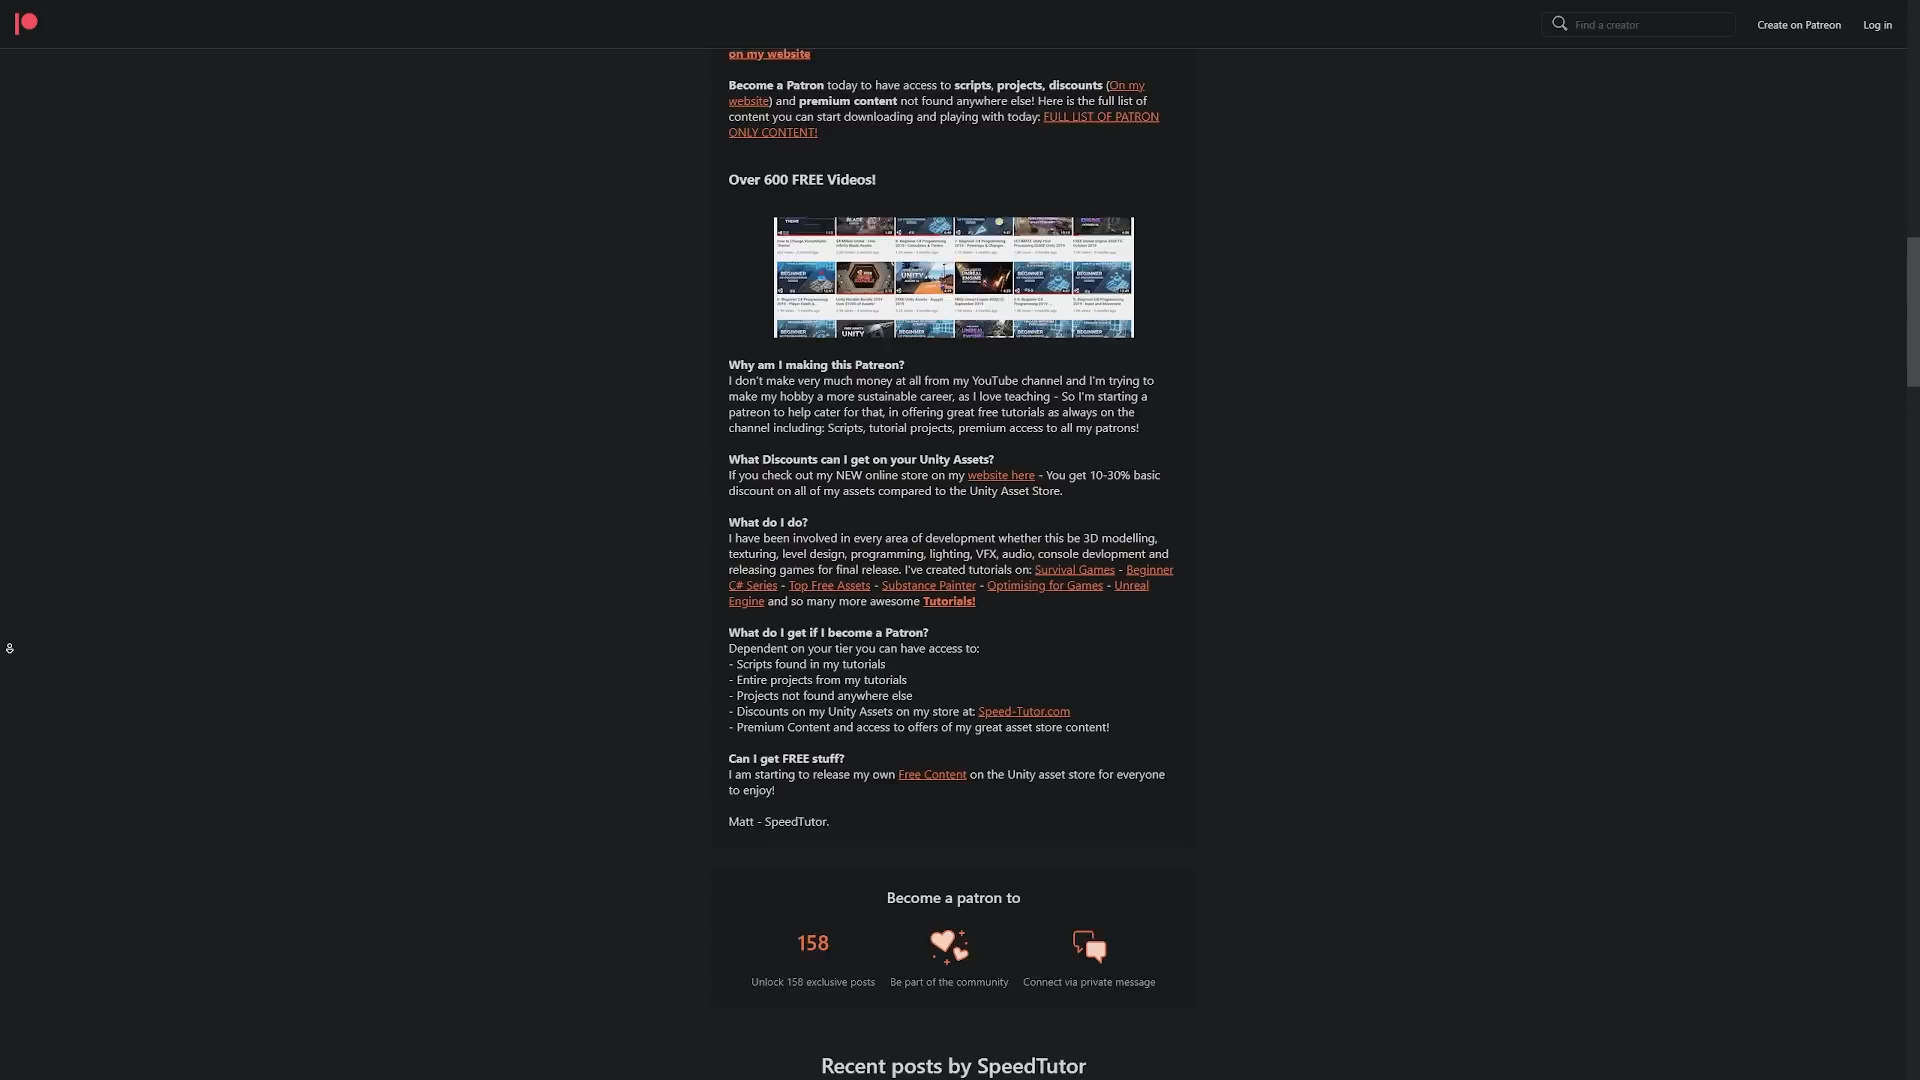 Find a creator
Create on Patreon
Log in
on my website
Become a Patron today to have access to scripts, projects, discounts (On my
website) and premium content not found anywhere else! Here is the full list of
content you can start downloading and playing with today: FULL LIST OF PATRON
ONLY CONTENT!
Over 600 FREE Videos!
Why am I making this Patreon?
I don't make very much money at all from my YouTube channel and I'm trying to
make my hobby a more sustainable career, as I love teaching - So I'm starting a
patreon to help cater for that, in offering great free tutorials as always on the
channel including: Scripts, tutorial projects, premium access to all my patrons!
What Discounts can I get on your Unity Assets?
If you check out my NEW online store on my website here - You get 10-30% basic
discount on all of my assets compared to the Unity Asset Store.
What do I do?
I have been involved in every area of development whether this be 3D modelling,
texturing, level design, programming, lighting, VFX, audio, console devlopment and
releasing games for final release. I've created tutorials on: Survival Games - Beginner
C# Series - Top Free Assets - Substance Painter - Optimising for Games - Unreal
Engine and so many more awesome Tutorials!
What do I get if I become a Patron?
Dependent on your tier you can have access to:
- Scripts found in my tutorials
- Entire projects from my tutorials
- Projects not found anywhere else
- Discounts on my Unity Assets on my store at: Speed-Tutor.com
- Premium Content and access to offers of my great asset store content!
Can I get FREE stuff?
I am starting to release my own Free Content on the Unity asset store for everyone
to enjoy!
Matt - SpeedTutor.
Become a patron to
158
Unlock 158 exclusive posts
Be part of the community
Connect via private message
Recent posts by SpeedTutor